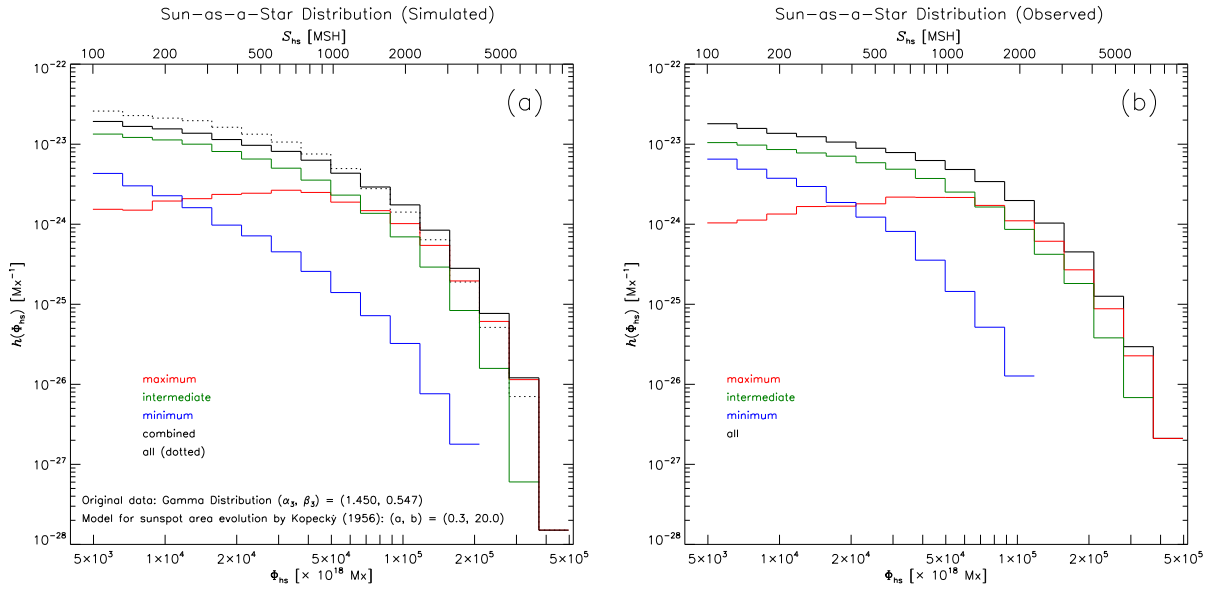 Sun-as-a-Star Distribution (Simulated)
S_hs [MSH]
100 200 500 1000 2000 5000
10^-22
10^-23
10^-24
10^-25
10^-26
10^-27
10^-28
h(Φ_hs) [Mx^-1]
(a)
maximum
intermediate
minimum
combined
all (dotted)
Original data: Gamma Distribution (α_3, β_3) = (1.450, 0.547)
Model for sunspot area evolution by Kopecký (1956): (a, b) = (0.3, 20.0)
5×10^3 1×10^4 2×10^4 5×10^4 1×10^5 2×10^5 5×10^5
Φ_hs [× 10^18 Mx]
Sun-as-a-Star Distribution (Observed)
S_hs [MSH]
100 200 500 1000 2000 5000
10^-22
10^-23
10^-24
10^-25
10^-26
10^-27
10^-28
h(Φ_hs) [Mx^-1]
(b)
maximum
intermediate
minimum
all
5×10^3 1×10^4 2×10^4 5×10^4 1×10^5 2×10^5 5×10^5
Φ_hs [× 10^18 Mx]